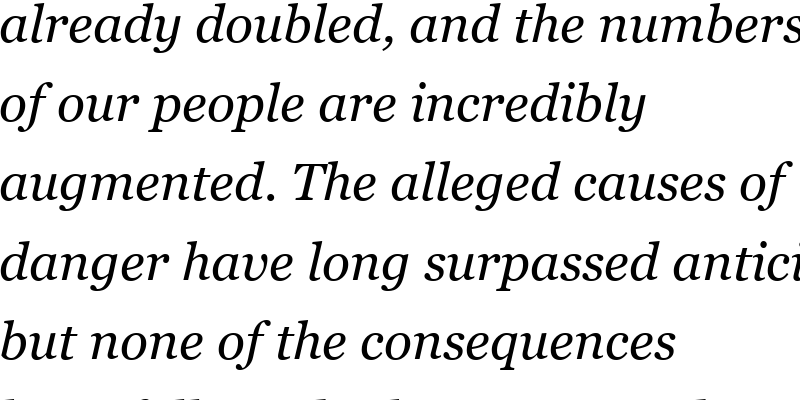 already doubled, and the numbers
of our people are incredibly
augmented. The alleged causes of
danger have long surpassed
but none of the consequences